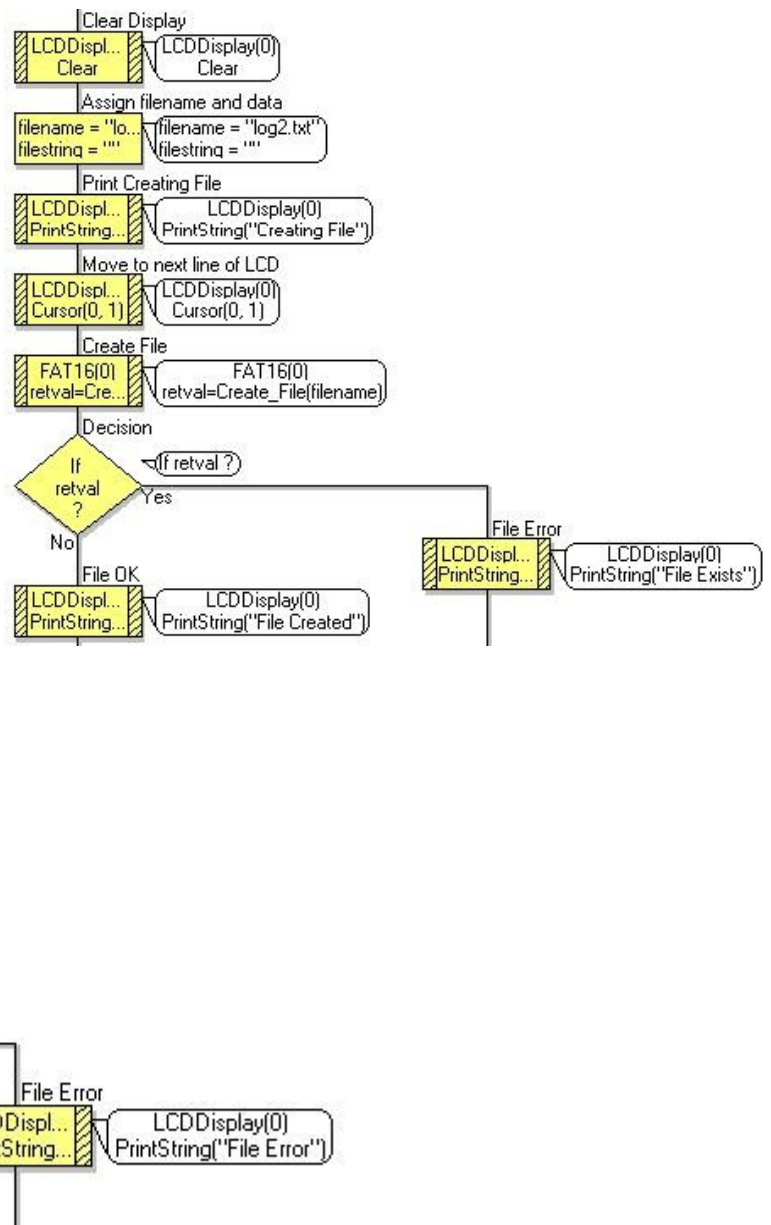 Clear Display
LCDDispl...
Clear
LCDDisplay(0)
Clear
Assign filename and data
filename = "lo...
filestring = ""
filename = "log2.txt"
filestring = ""
Print Creating File
LCDDispl...
PrintString...
LCDDisplay(0)
PrintString("Creating File")
Move to next line of LCD
LCDDispl...
Cursor(0, 1)
LCDDisplay(0)
Cursor(0, 1)
Create File
FAT16(0)
retval=Cre...
FAT16(0)
retval=Create_File(filename)
Decision
If
retval
?
If retval ?
Yes
No
File Error
LCDDispl...
PrintString...
LCDDisplay(0)
PrintString("File Exists")
File OK
LCDDispl...
PrintString...
LCDDisplay(0)
PrintString("File Created")
File Error
DDispl...
tString...
LCDDisplay(0)
PrintString("File Error")